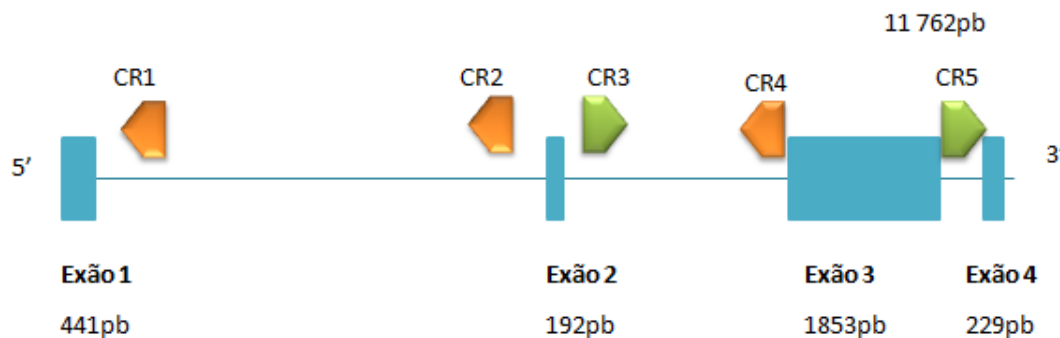 11 762pb
CR1
CR2
CR3
CR4
CR5
5’
3’
Exão 1
Exão 2
Exão 3
Exão 4
441pb
192pb
1853pb
229pb